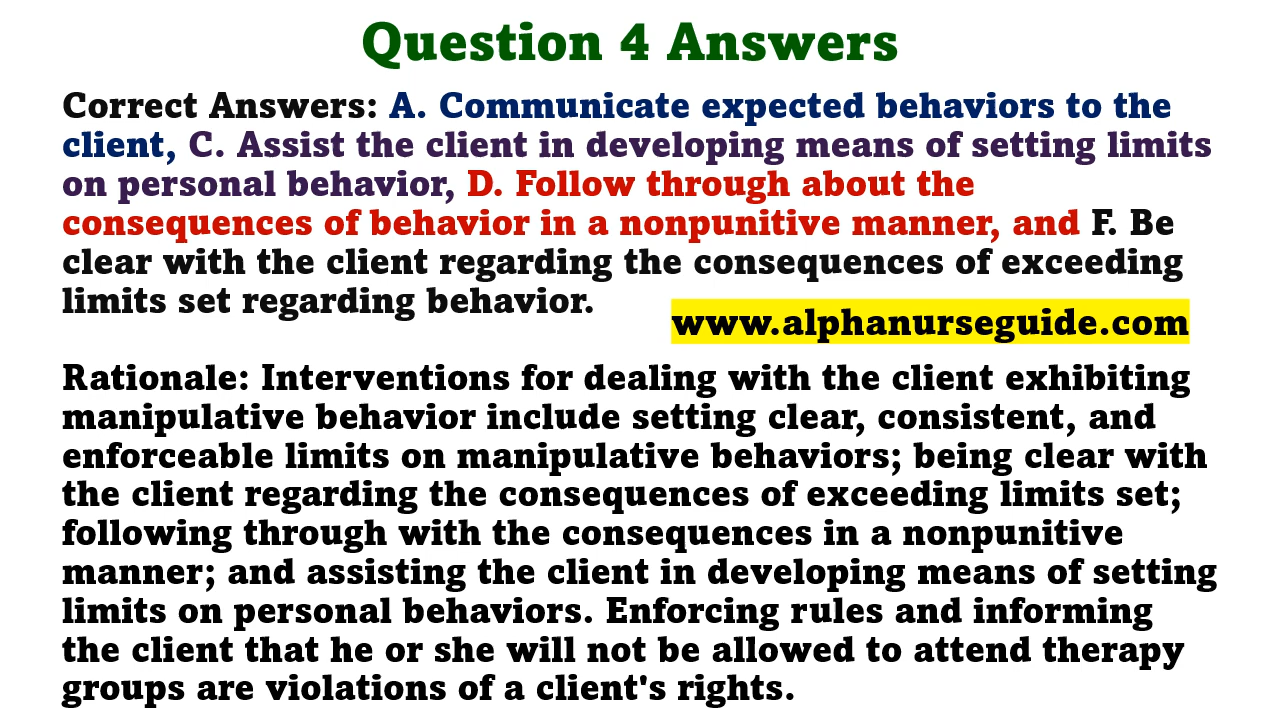 Question 4 Answers
Correct Answers: A. Communicate expected behaviors to the
client, C. Assist the client in developing means of setting limits
on personal behavior, D. Follow through about the
consequences of behavior in a nonpunitive manner, and F. Be
clear with the client regarding the consequences of exceeding
limits set regarding behavior.
www.alphanurseguide.com
Rationale: Interventions for dealing with the client exhibiting
manipulative behavior include setting clear, consistent, and
enforceable limits on manipulative behaviors; being clear with
the client regarding the consequences of exceeding limits set;
following through with the consequences in a nonpunitive
manner; and assisting the client in developing means of setting
limits on personal behaviors. Enforcing rules and informing
the client that he or she will not be allowed to attend therapy
groups are violations of a client's rights.